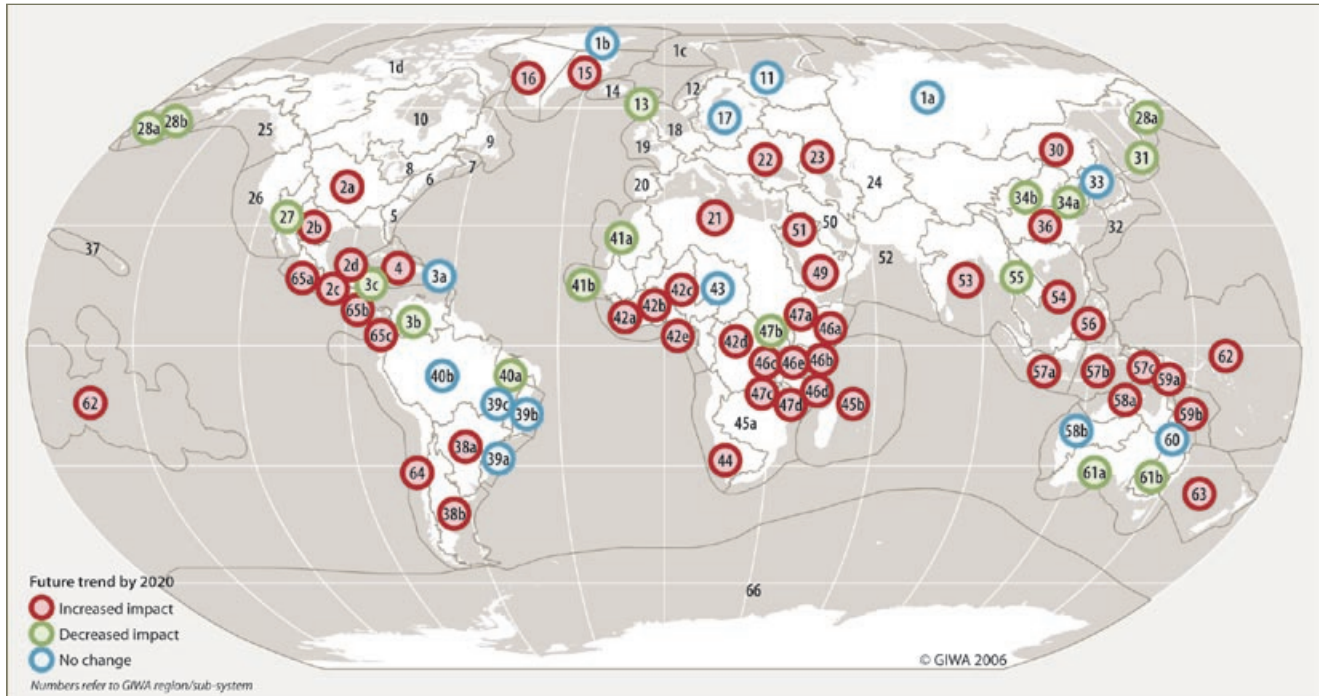 1b
1c
1d
16
15
14
11
12
1a
13
17
28a
28b
25
10
9
18
28a
19
30
31
22
23
8
7
6
2a
20
24
33
26
34b
34a
5
27
2b
21
51
50
36
32
37
41a
52
2d
4
3a
49
53
55
65a
2c
3c
41b
42c
43
54
42b
65b
3b
42a
47a
46a
56
65c
42e
42d
47b
62
46c
46e
46b
57a
57b
57c
59a
40b
40a
62
39c
39b
47c
47d
46d
45b
58a
59b
45a
58b
60
38a
39a
44
64
61a
61b
63
38b
66
Future trend by 2020
Increased impact
Decreased impact
No change
© GIWA 2006
Numbers refer to GIWA region/sub-system